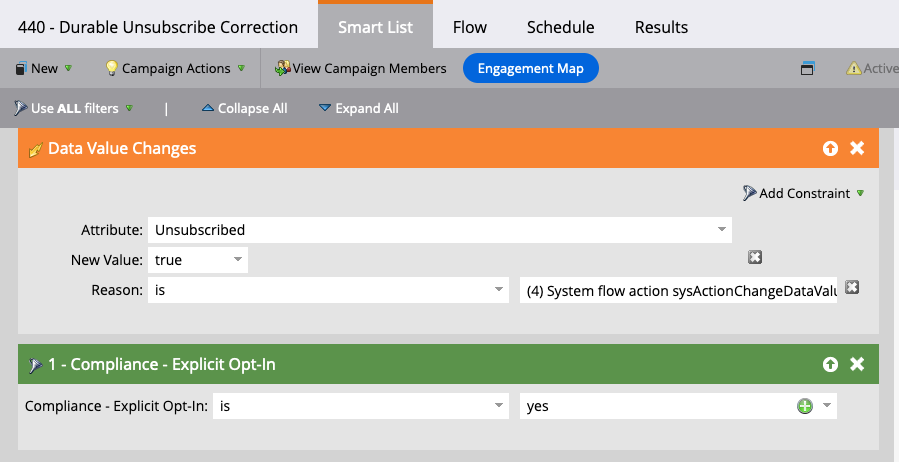 440 - Durable Unsubscribe Correction Smart List Flow Schedule Results
New Campaign Actions View Campaign Members Engagement Map Active
Use ALL filters | Collapse All Expand All
Data Value Changes
Add Constraint
Attribute: Unsubscribed
New Value: true
Reason: is (4) System flow action sysActionChangeDataValu
1 - Compliance - Explicit Opt-In
Compliance - Explicit Opt-In: is yes